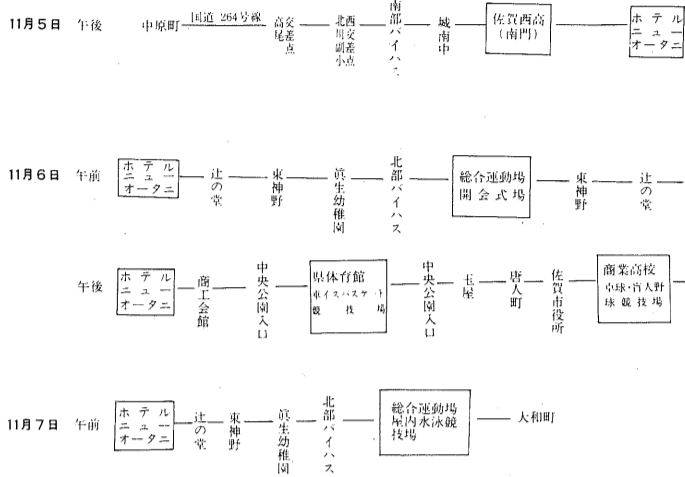 11月5日 午後 中原町 国道 264号線 高尾交差点 北川副小西交差点 南部バイパス 城南中 佐賀西高(南門) ホテルニューオータニ
11月6日 午前 ホテルニューオータニ 辻の堂 東神野 眞生幼稚園 北部バイパス 総合運動場開会式場 東神野 辻の堂
午後 ホテルニューオータニ 商工会館 中央公園入口 県体育館車イスバスケット競技場 中央公園入口 玉屋 唐人町 佐賀市役所 商業高校卓球・盲人野球競技場
11月7日 午前 ホテルニューオータニ 辻の堂 東神野 眞生幼稚園 北部バイパス 総合運動場屋内水泳競技場 大和町